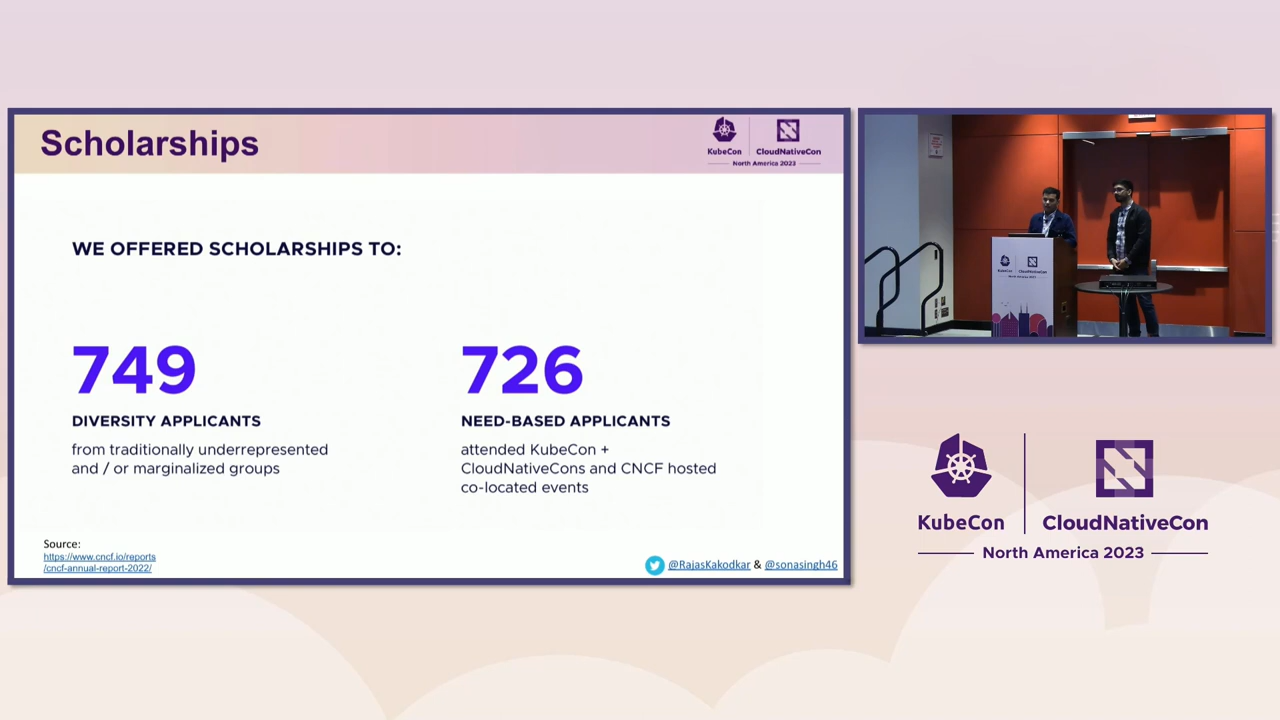 Scholarships
KubeCon
CloudNativeCon
North America 2023
WE OFFERED SCHOLARSHIPS TO:
749
DIVERSITY APPLICANTS
from traditionally underrepresented
and / or marginalized groups
726
NEED-BASED APPLICANTS
attended KubeCon +
CloudNativeCons and CNCF hosted
co-located events
Source:
https://www.cncf.io/reports
/cncf-annual-report-2022/
@RajasKakodkar & @sonasingh46
KubeCon
CloudNativeCon
North America 2023